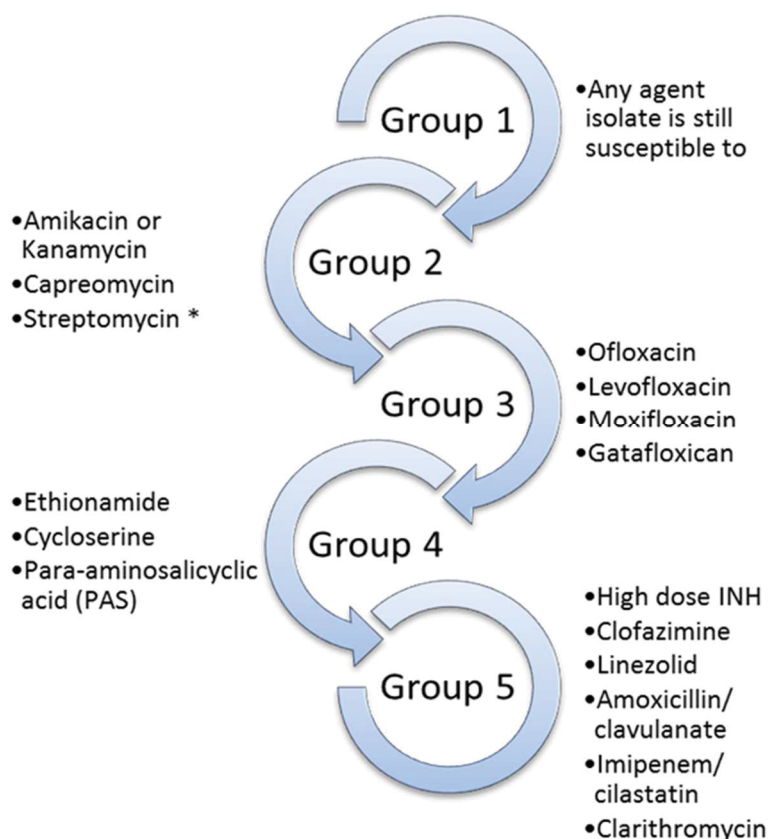 Group 1
•Any agent
isolate is still
susceptible to
•Amikacin or
Kanamycin
•Capreomycin
•Streptomycin *
Group 2
Group 3
•Ofloxacin
•Levofloxacin
•Moxifloxacin
•Gatafloxican
•Ethionamide
•Cycloserine
•Para-aminosalicyclic
acid (PAS)
Group 4
Group 5
•High dose INH
•Clofazimine
•Linezolid
•Amoxicillin/
clavulanate
•Imipenem/
cilastatin
•Clarithromycin